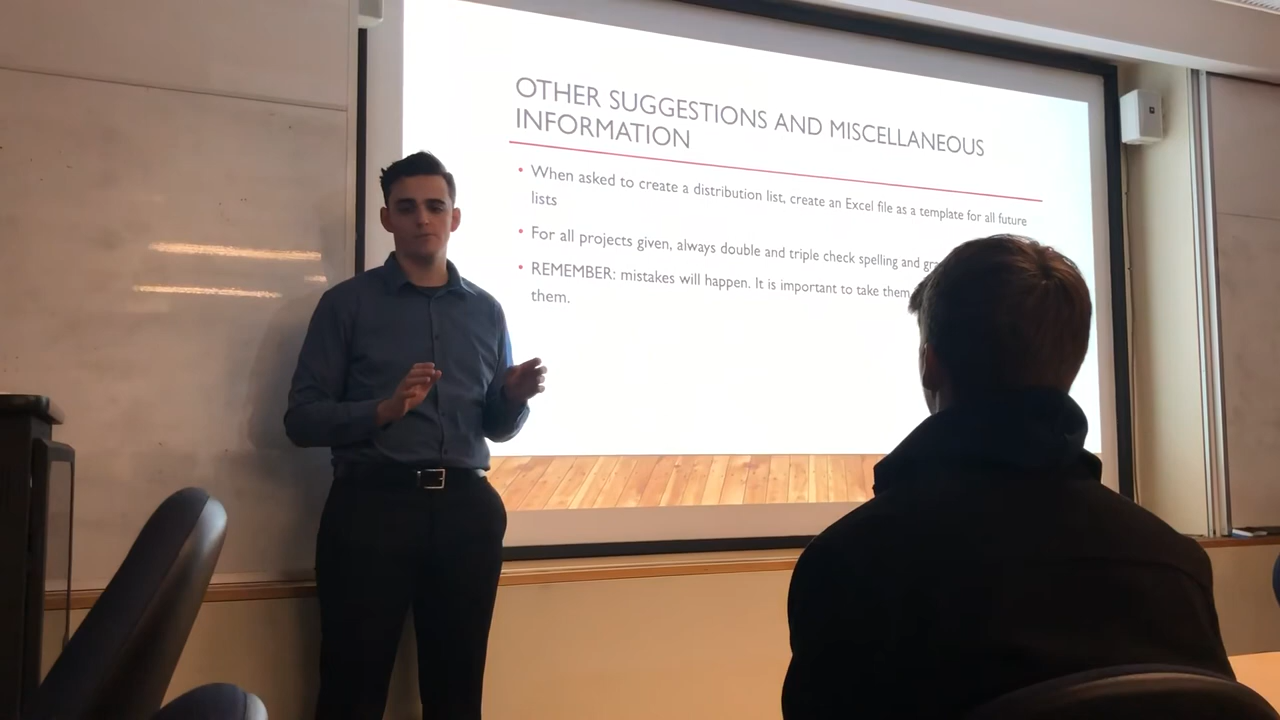 OTHER SUGGESTIONS AND MISCELLANEOUS
INFORMATION
• When asked to create a distribution list, create an Excel file as a template for all future
lists
• For all projects given, always double and triple check spelling and
• REMEMBER: mistakes will happen. It is important to take them
them.